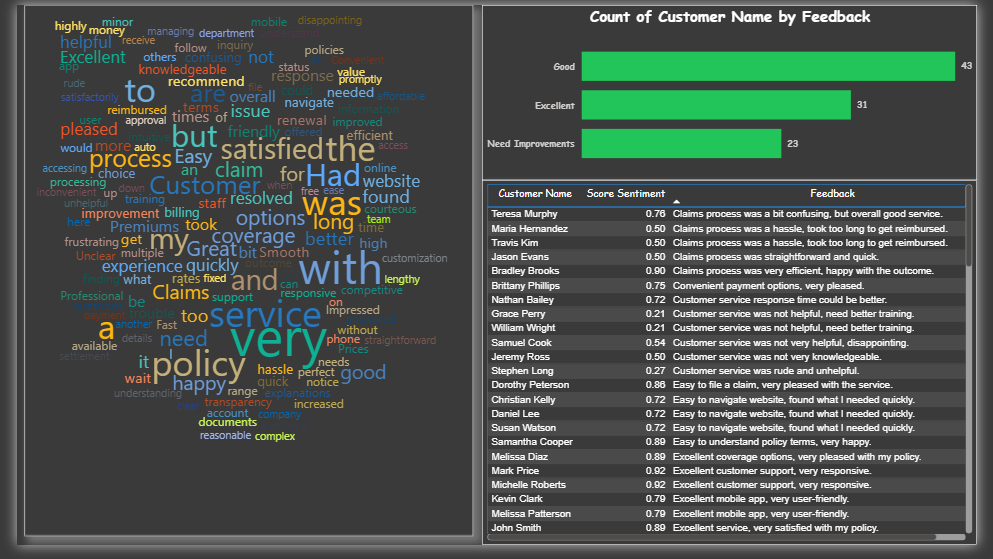 minor disappointing
highly money managing mobile
receive department understand
helpful others confusing not inquiry policies
Excellent follow Convenient
app knowledgeable status response value promptly
rude recommend needed affordable
satisfactorily to are overall navigate information
reimbursed terms issue renewal improved
user approval times of
pleased but friendly offered efficient access
would more auto satisfied the
process Easy
accessing choice an claim for Had online
processing Customer when free ease website
inconvenient up down resolved found
unhelpful training staff was courteous
improvement billing options team
here Premiums took long time
frustrating get my coverage better high
Unclear multiple Great bit Smooth
experience quickly outcome with customization
finding what rates fixed and can lengthy
Professional Claims support responsive competitive
be on
payment trouble too service Impressed
a another Fast very without
details need phone straightforward
available Prices
settlement it policy hassle needs
wait happy quick perfect good
notice
understanding range explanations
transparency increased
account company
documents
reasonable complex
Count of Customer Name by Feedback
Good 43
Excellent 31
Need Improvements 23
Customer Name Score Sentiment Feedback
Teresa Murphy 0.76 Claims process was a bit confusing, but overall good service.
Maria Hernandez 0.50 Claims process was a hassle, took too long to get reimbursed.
Travis Kim 0.50 Claims process was a hassle, took too long to get reimbursed.
Jason Evans 0.50 Claims process was straightforward and quick.
Bradley Brooks 0.90 Claims process was very efficient, happy with the outcome.
Brittany Phillips 0.75 Convenient payment options, very pleased.
Nathan Bailey 0.72 Customer service response time could be better.
Grace Perry 0.21 Customer service was not helpful, need better training.
William Wright 0.21 Customer service was not helpful, need better training.
Samuel Cook 0.54 Customer service was not very helpful, disappointing.
Jeremy Ross 0.50 Customer service was not very knowledgeable.
Stephen Long 0.27 Customer service was rude and unhelpful.
Dorothy Peterson 0.86 Easy to file a claim, very pleased with the service.
Christian Kelly 0.72 Easy to navigate website, found what I needed quickly.
Daniel Lee 0.72 Easy to navigate website, found what I needed quickly.
Susan Watson 0.72 Easy to navigate website, found what I needed quickly.
Samantha Cooper 0.89 Easy to understand policy terms, very happy.
Melissa Diaz 0.89 Excellent coverage options, very pleased with my policy.
Mark Price 0.92 Excellent customer support, very responsive.
Michelle Roberts 0.92 Excellent customer support, very responsive.
Kevin Clark 0.79 Excellent mobile app, very user-friendly.
Melissa Patterson 0.79 Excellent mobile app, very user-friendly.
John Smith 0.89 Excellent service, very satisfied with my policy.